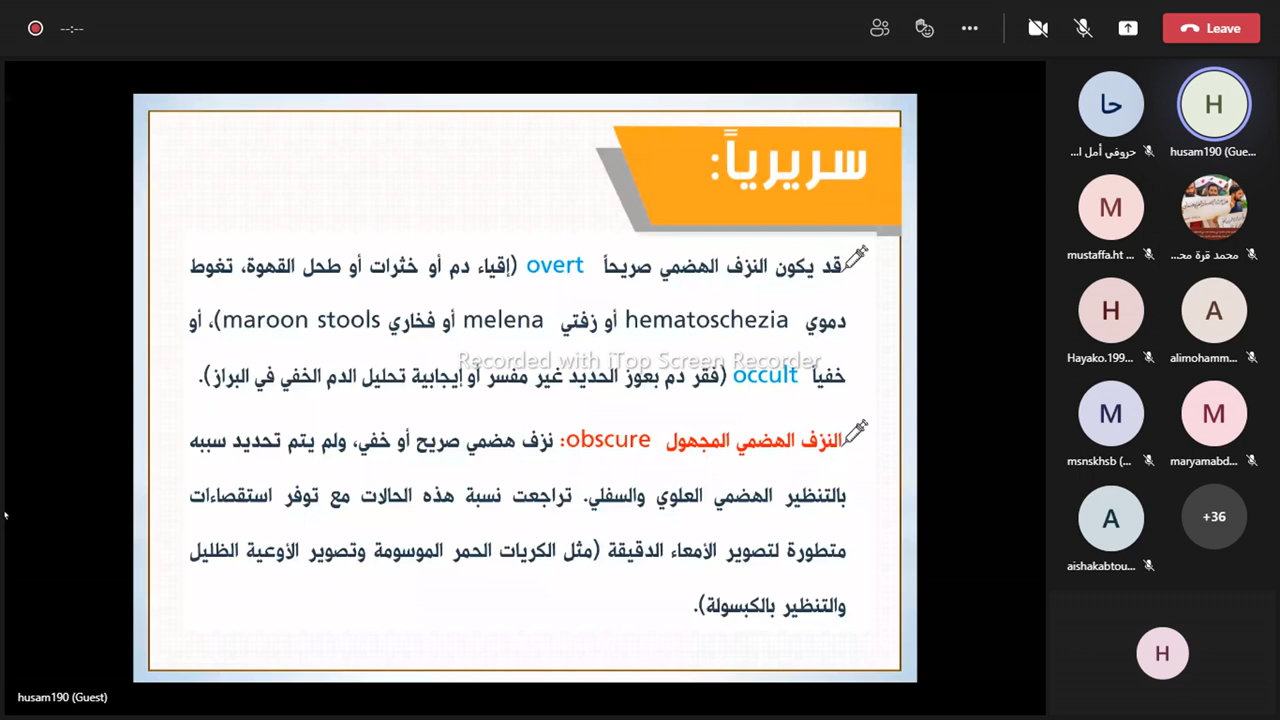 --:--
Leave
سريرياً:
قد يكون النزف الهضمي صريحاً overt (إقياء دم أو خثرات أو طحل القهوة، تغوط
دموي hematoschezia أو زفتي melena أو فخاري maroon stools)، أو
Recorded with iTop Screen Recorder
خفياً occult (فقر دم بعوز الحديد غير مفسر أو إيجابية تحليل الدم الخفي في البراز).
النزف الهضمي المجهول obscure: نزف هضمي صريح أو خفي، ولم يتم تحديد سببه
بالتنظير الهضمي العلوي والسفلي. تراجعت نسبة هذه الحالات مع توفر استقصاءات
متطورة لتصوير الأمعاء الدقيقة (مثل الكريات الحمر الموسومة وتصوير الأوعية الظليل
والتنظير بالكبسولة).
husam190 (Guest)
حا
H
حروفي أمل ا...
husam190 (Gue...
M
mustaffa.ht ...
محمد قرة مح...
H
A
Hayako.199...
alimohamm...
M
M
msnskhsb (...
maryamabd...
A
+36
aishakabtou...
H